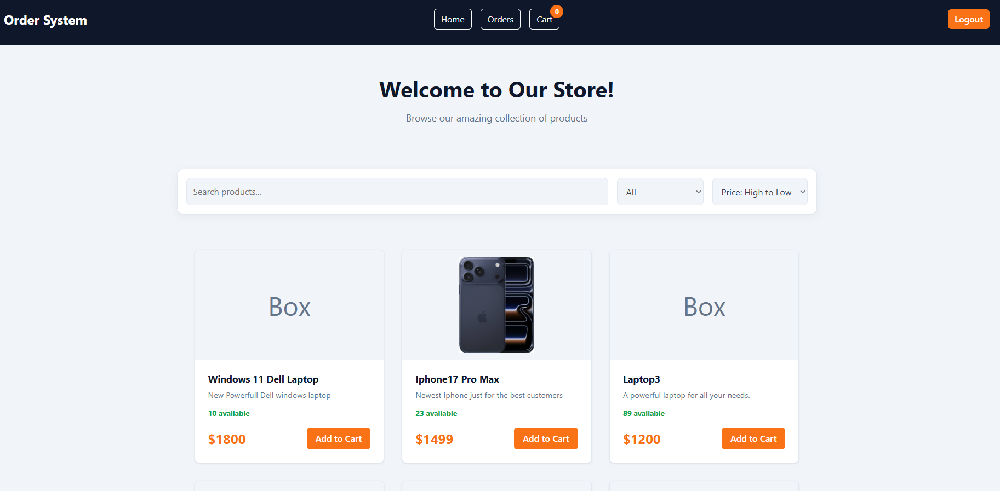 Order System
Home
Orders
Cart
0
Logout
Welcome to Our Store!
Browse our amazing collection of products
Search products...
All
Price: High to Low
Box
Box
Windows 11 Dell Laptop
New Powerfull Dell windows laptop
10 available
$1800
Add to Cart
Iphone17 Pro Max
Newest Iphone just for the best customers
23 available
$1499
Add to Cart
Laptop3
A powerful laptop for all your needs.
89 available
$1200
Add to Cart